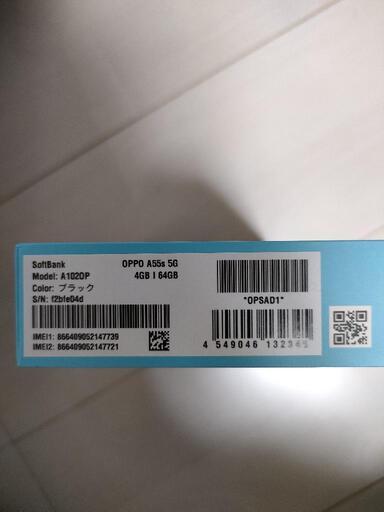 SoftBank OPPO A55s 5G
Model: A102OP 4GB I 64GB
Color: ブラック
S/N: f2bfe04d
IMEI1: 866409052147739
IMEI2: 866409052147721
*OPSAD1*
4 549046 132365